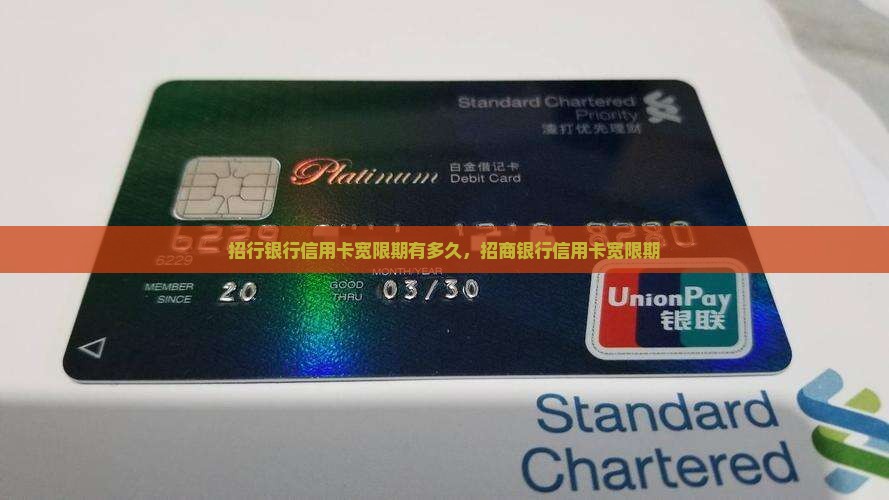 Standard Chartered
Priority
渣打优先理财
Platinum 白金借记卡
Debit Card
招行银行信用卡宽限期有多久，招商银行信用卡宽限期
6229
MONTH/YEAR
MEMBER SINCE 20 GOOD THRU 03/30
UnionPay
银联
Standard
Chartered